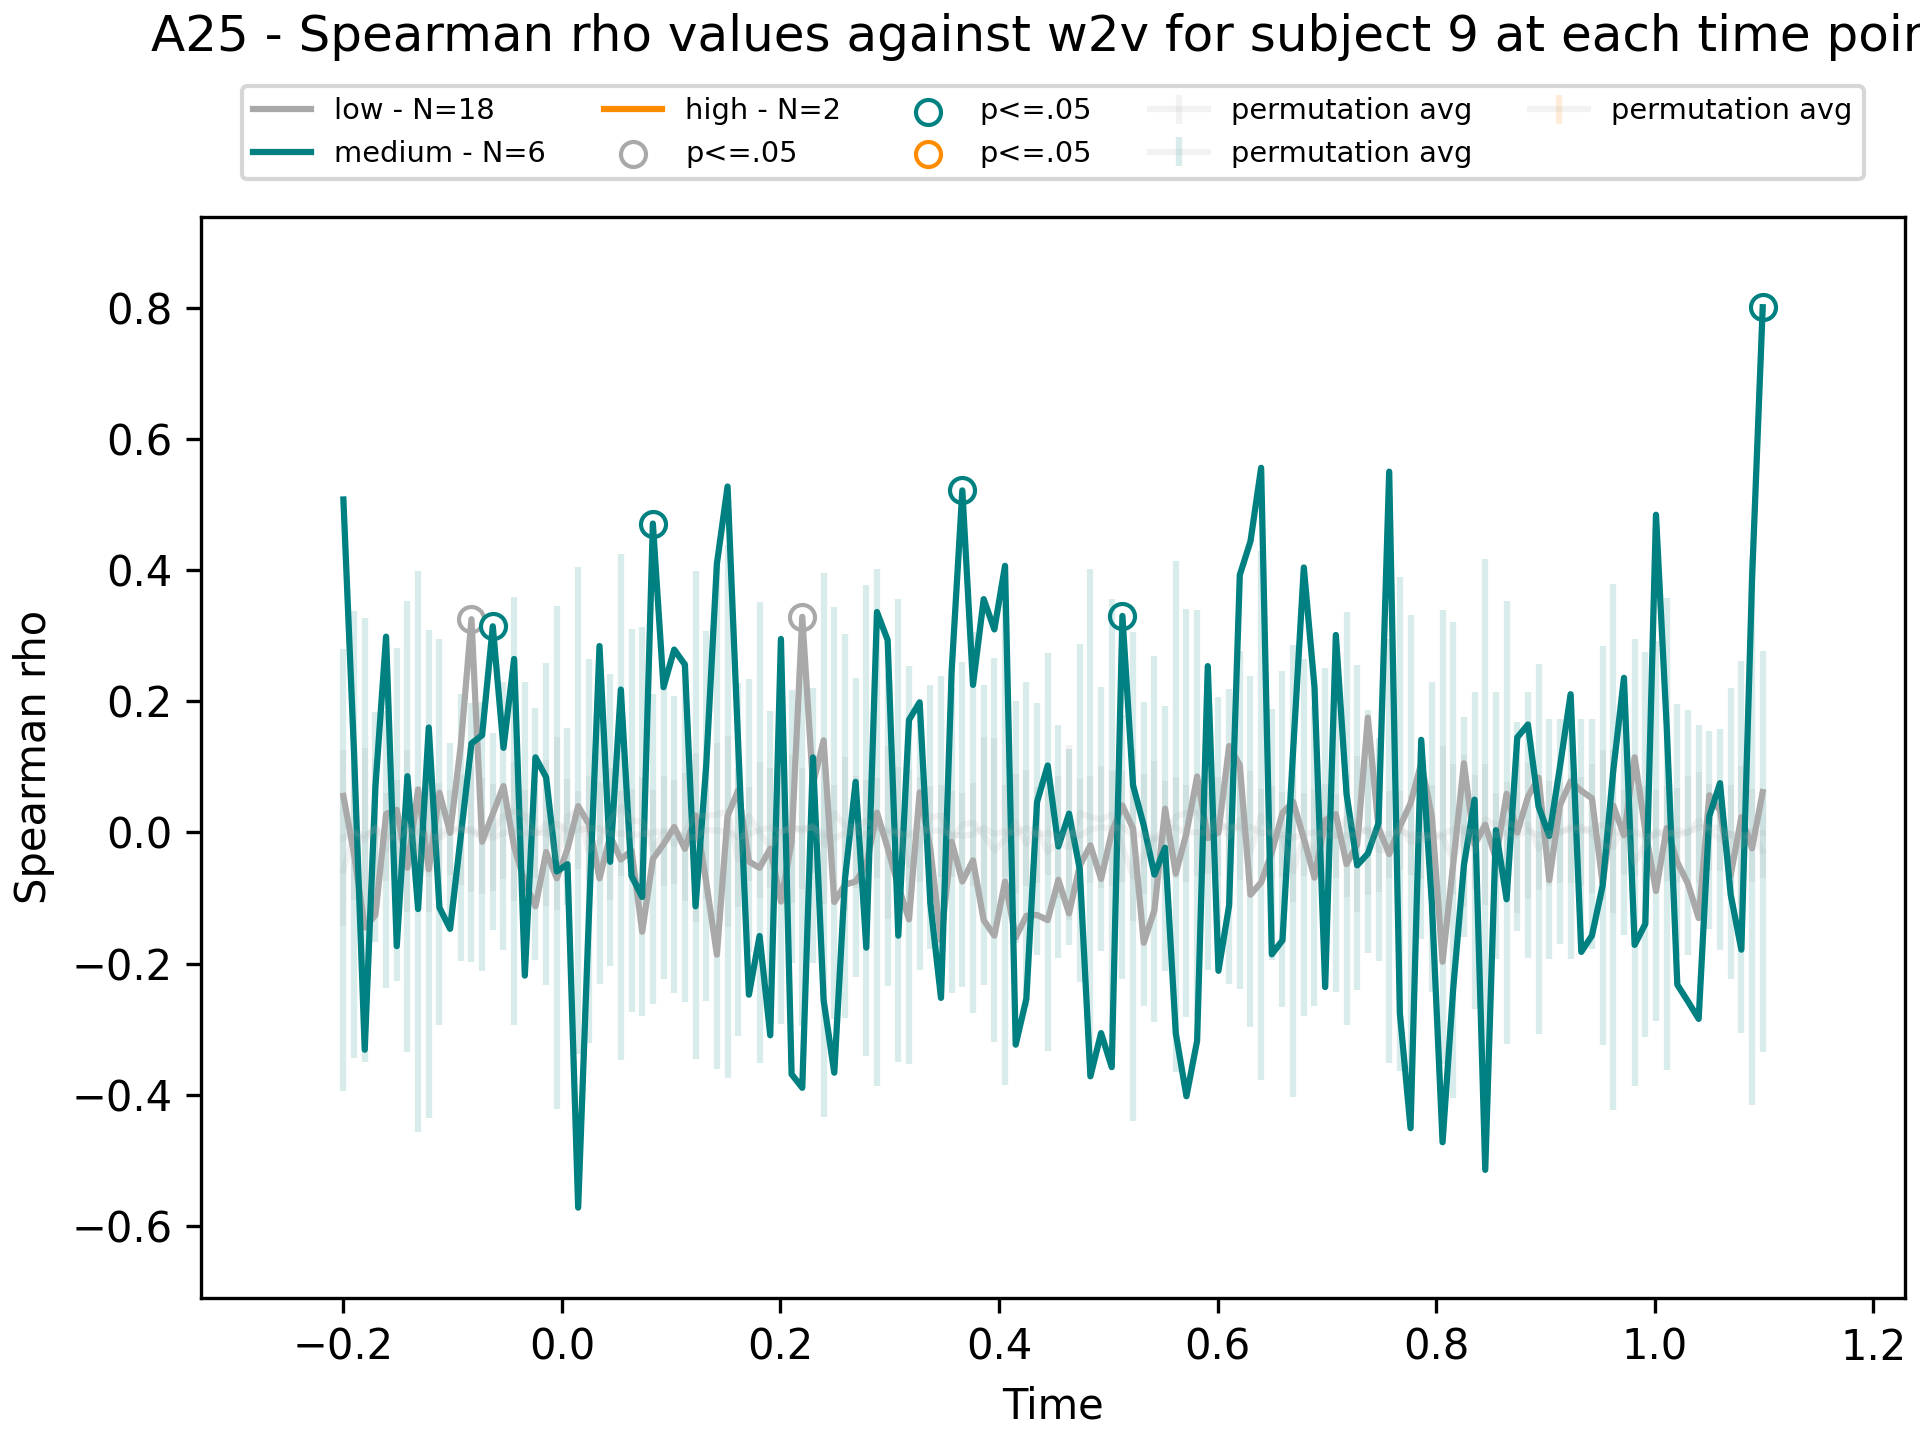 A25 - Spearman rho values against w2v for subject 9 at each time poin
low - N=18
medium - N=6
high - N=2
p<=.05
p<=.05
p<=.05
permutation avg
permutation avg
permutation avg
Spearman rho
0.8
0.6
0.4
0.2
0.0
−0.2
−0.4
−0.6
−0.2 0.0 0.2 0.4 0.6 0.8 1.0 1.2
Time